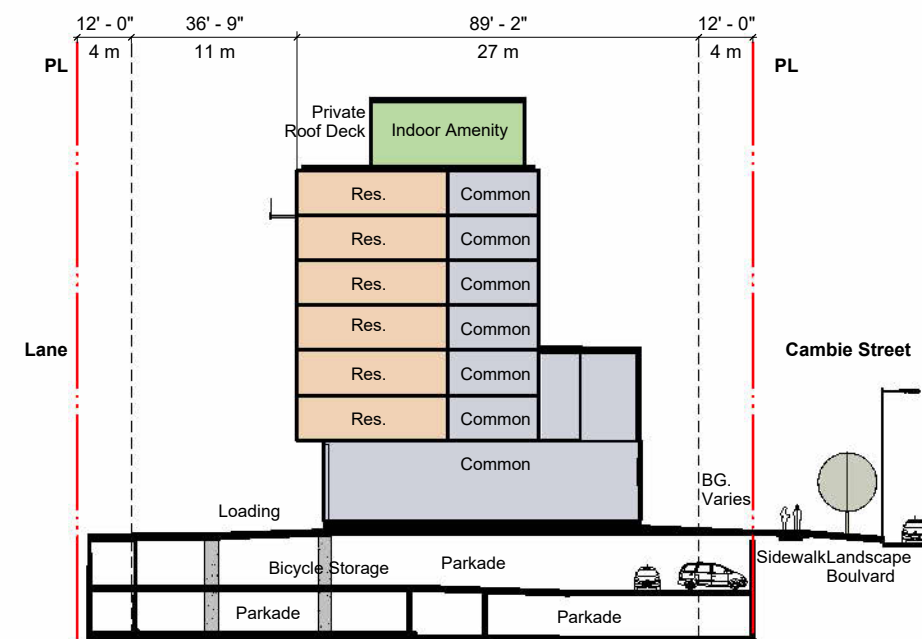 12' - 0"
36' - 9"
89' - 2"
12' - 0"
4 m
11 m
27 m
4 m
PL
PL
Private
Roof Deck
Indoor Amenity
Res.
Common
Res.
Common
Res.
Common
Res.
Common
Lane
Cambie Street
Res.
Common
Res.
Common
Common
BG.
Varies
Loading
Sidewalk
Landscape
Boulvard
Bicycle Storage
Parkade
Parkade
Parkade